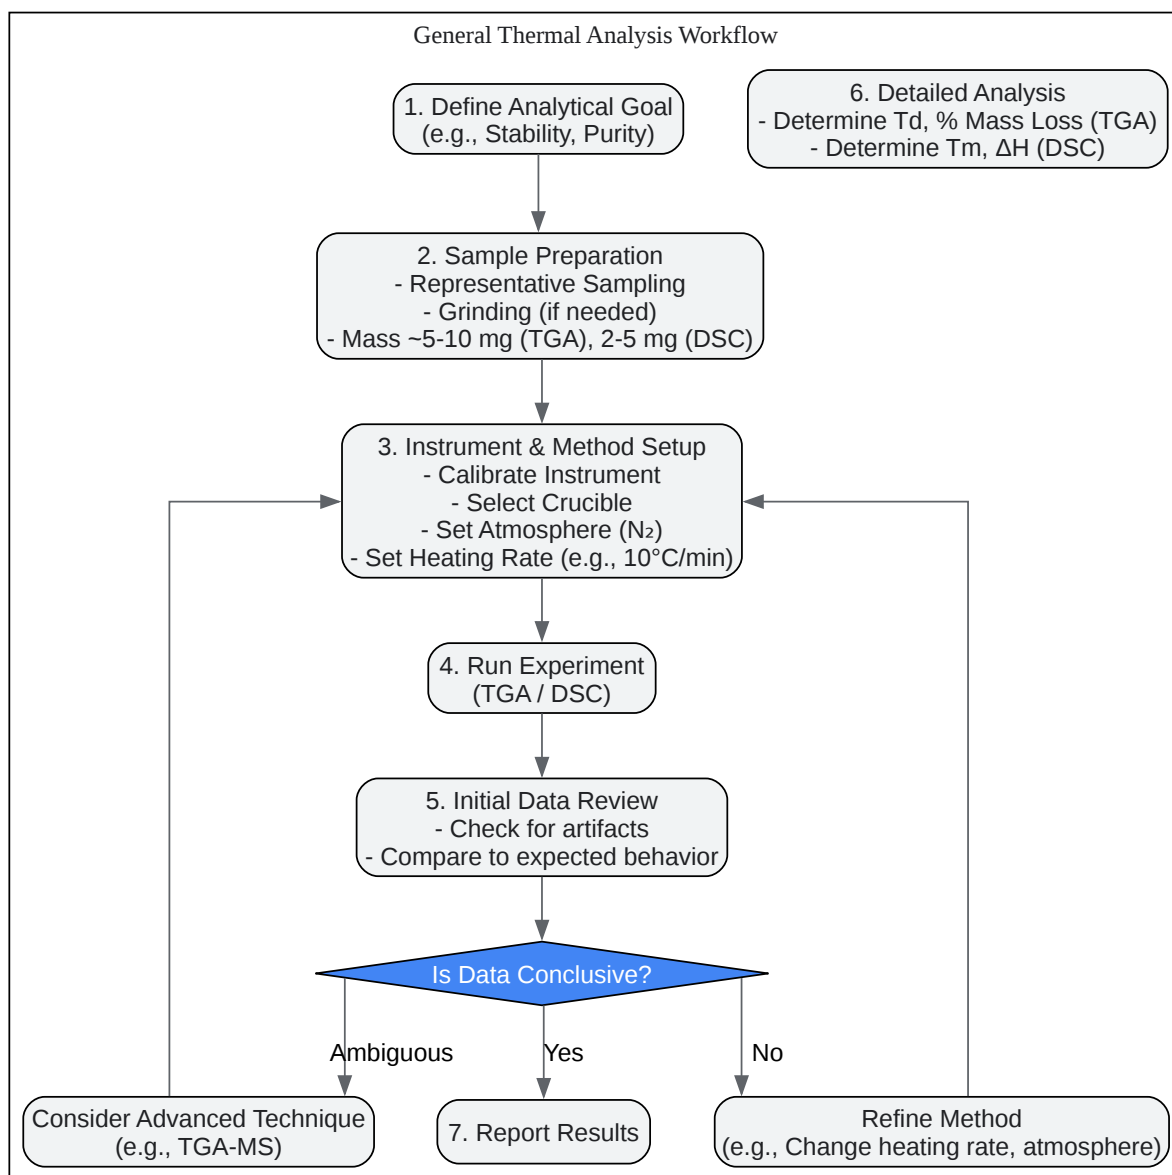 General Thermal Analysis Workflow
1. Define Analytical Goal
(e.g., Stability, Purity)
6. Detailed Analysis
- Determine Td, % Mass Loss (TGA)
- Determine Tm, ΔH (DSC)
2. Sample Preparation
- Representative Sampling
- Grinding (if needed)
- Mass ~5-10 mg (TGA), 2-5 mg (DSC)
3. Instrument & Method Setup
- Calibrate Instrument
- Select Crucible
- Set Atmosphere (N₂)
- Set Heating Rate (e.g., 10°C/min)
4. Run Experiment
(TGA / DSC)
5. Initial Data Review
- Check for artifacts
- Compare to expected behavior
Is Data Conclusive?
Ambiguous
Yes
No
Consider Advanced Technique
(e.g., TGA-MS)
7. Report Results
Refine Method
(e.g., Change heating rate, atmosphere)